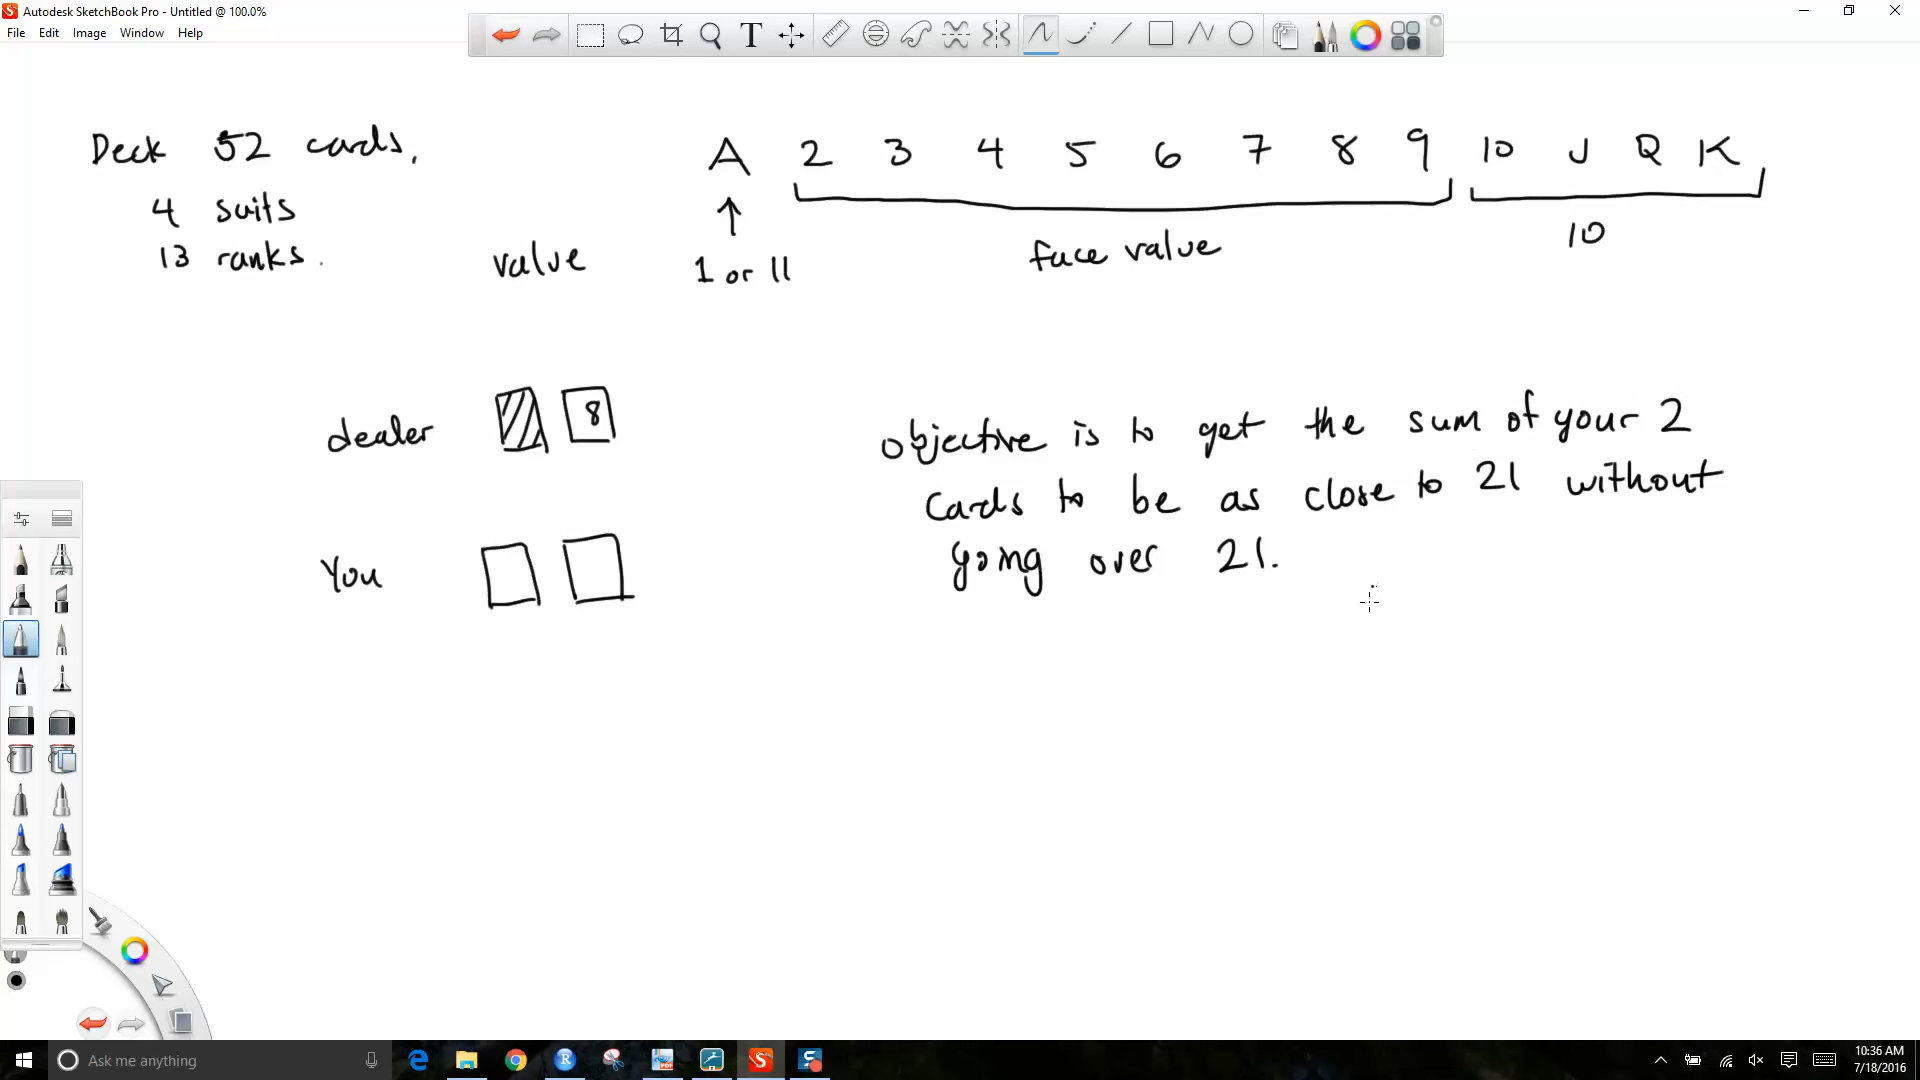 Autodesk SketchBook Pro - Untitled @ 100.0%
File Edit Image Window Help
T
Deck 52 cards.
4 suits
13 ranks.
A 2 3 4 5 6 7 8 9 10 J Q K
value 1 or 11 face value 10
dealer 8
You
objective is to get the sum of your 2
cards to be as close to 21 without
going over 21.
Ask me anything
10:36 AM
7/18/2016